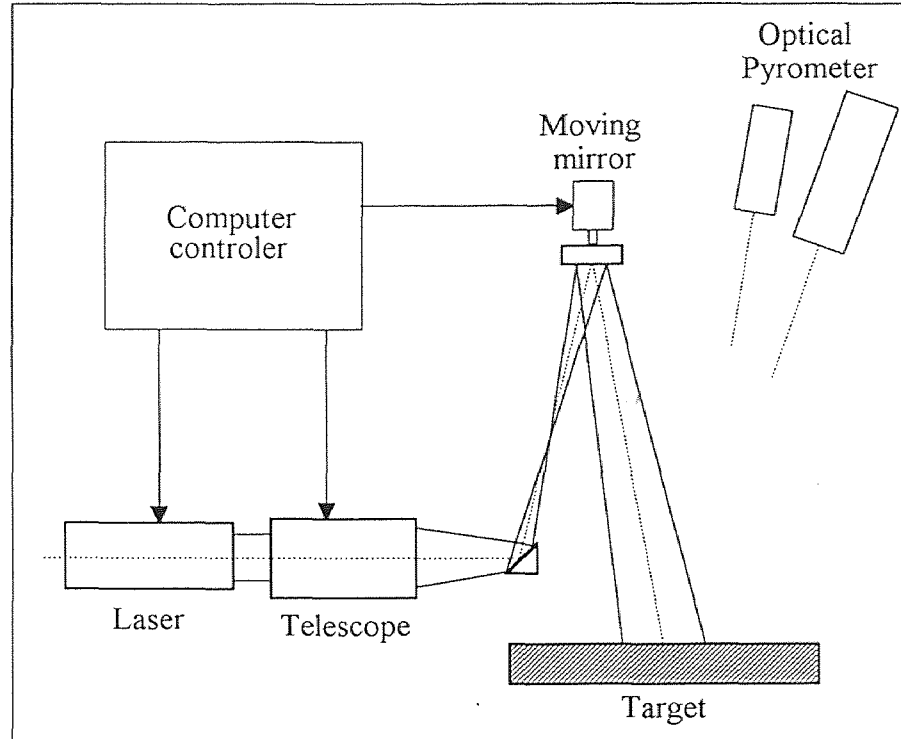 Optical
Pyrometer
Moving
mirror
Computer
controler
Laser
Telescope
Target